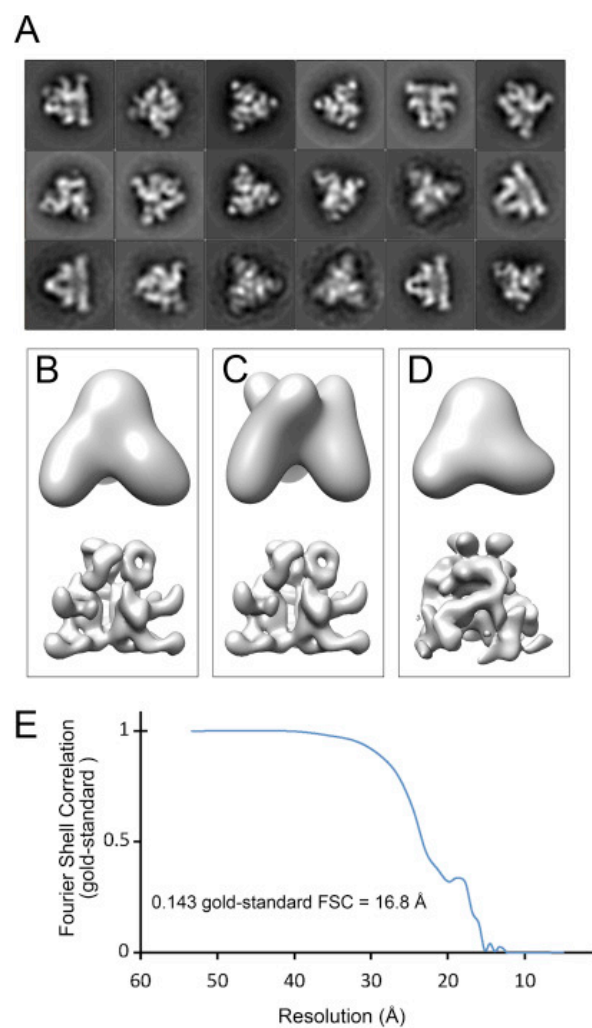 A
B
C
D
E
Fourier Shell Correlation
(gold-standard )
1
0.5
0
0.143 gold-standard FSC = 16.8 Å
60
50
40
30
20
10
Resolution (Å)